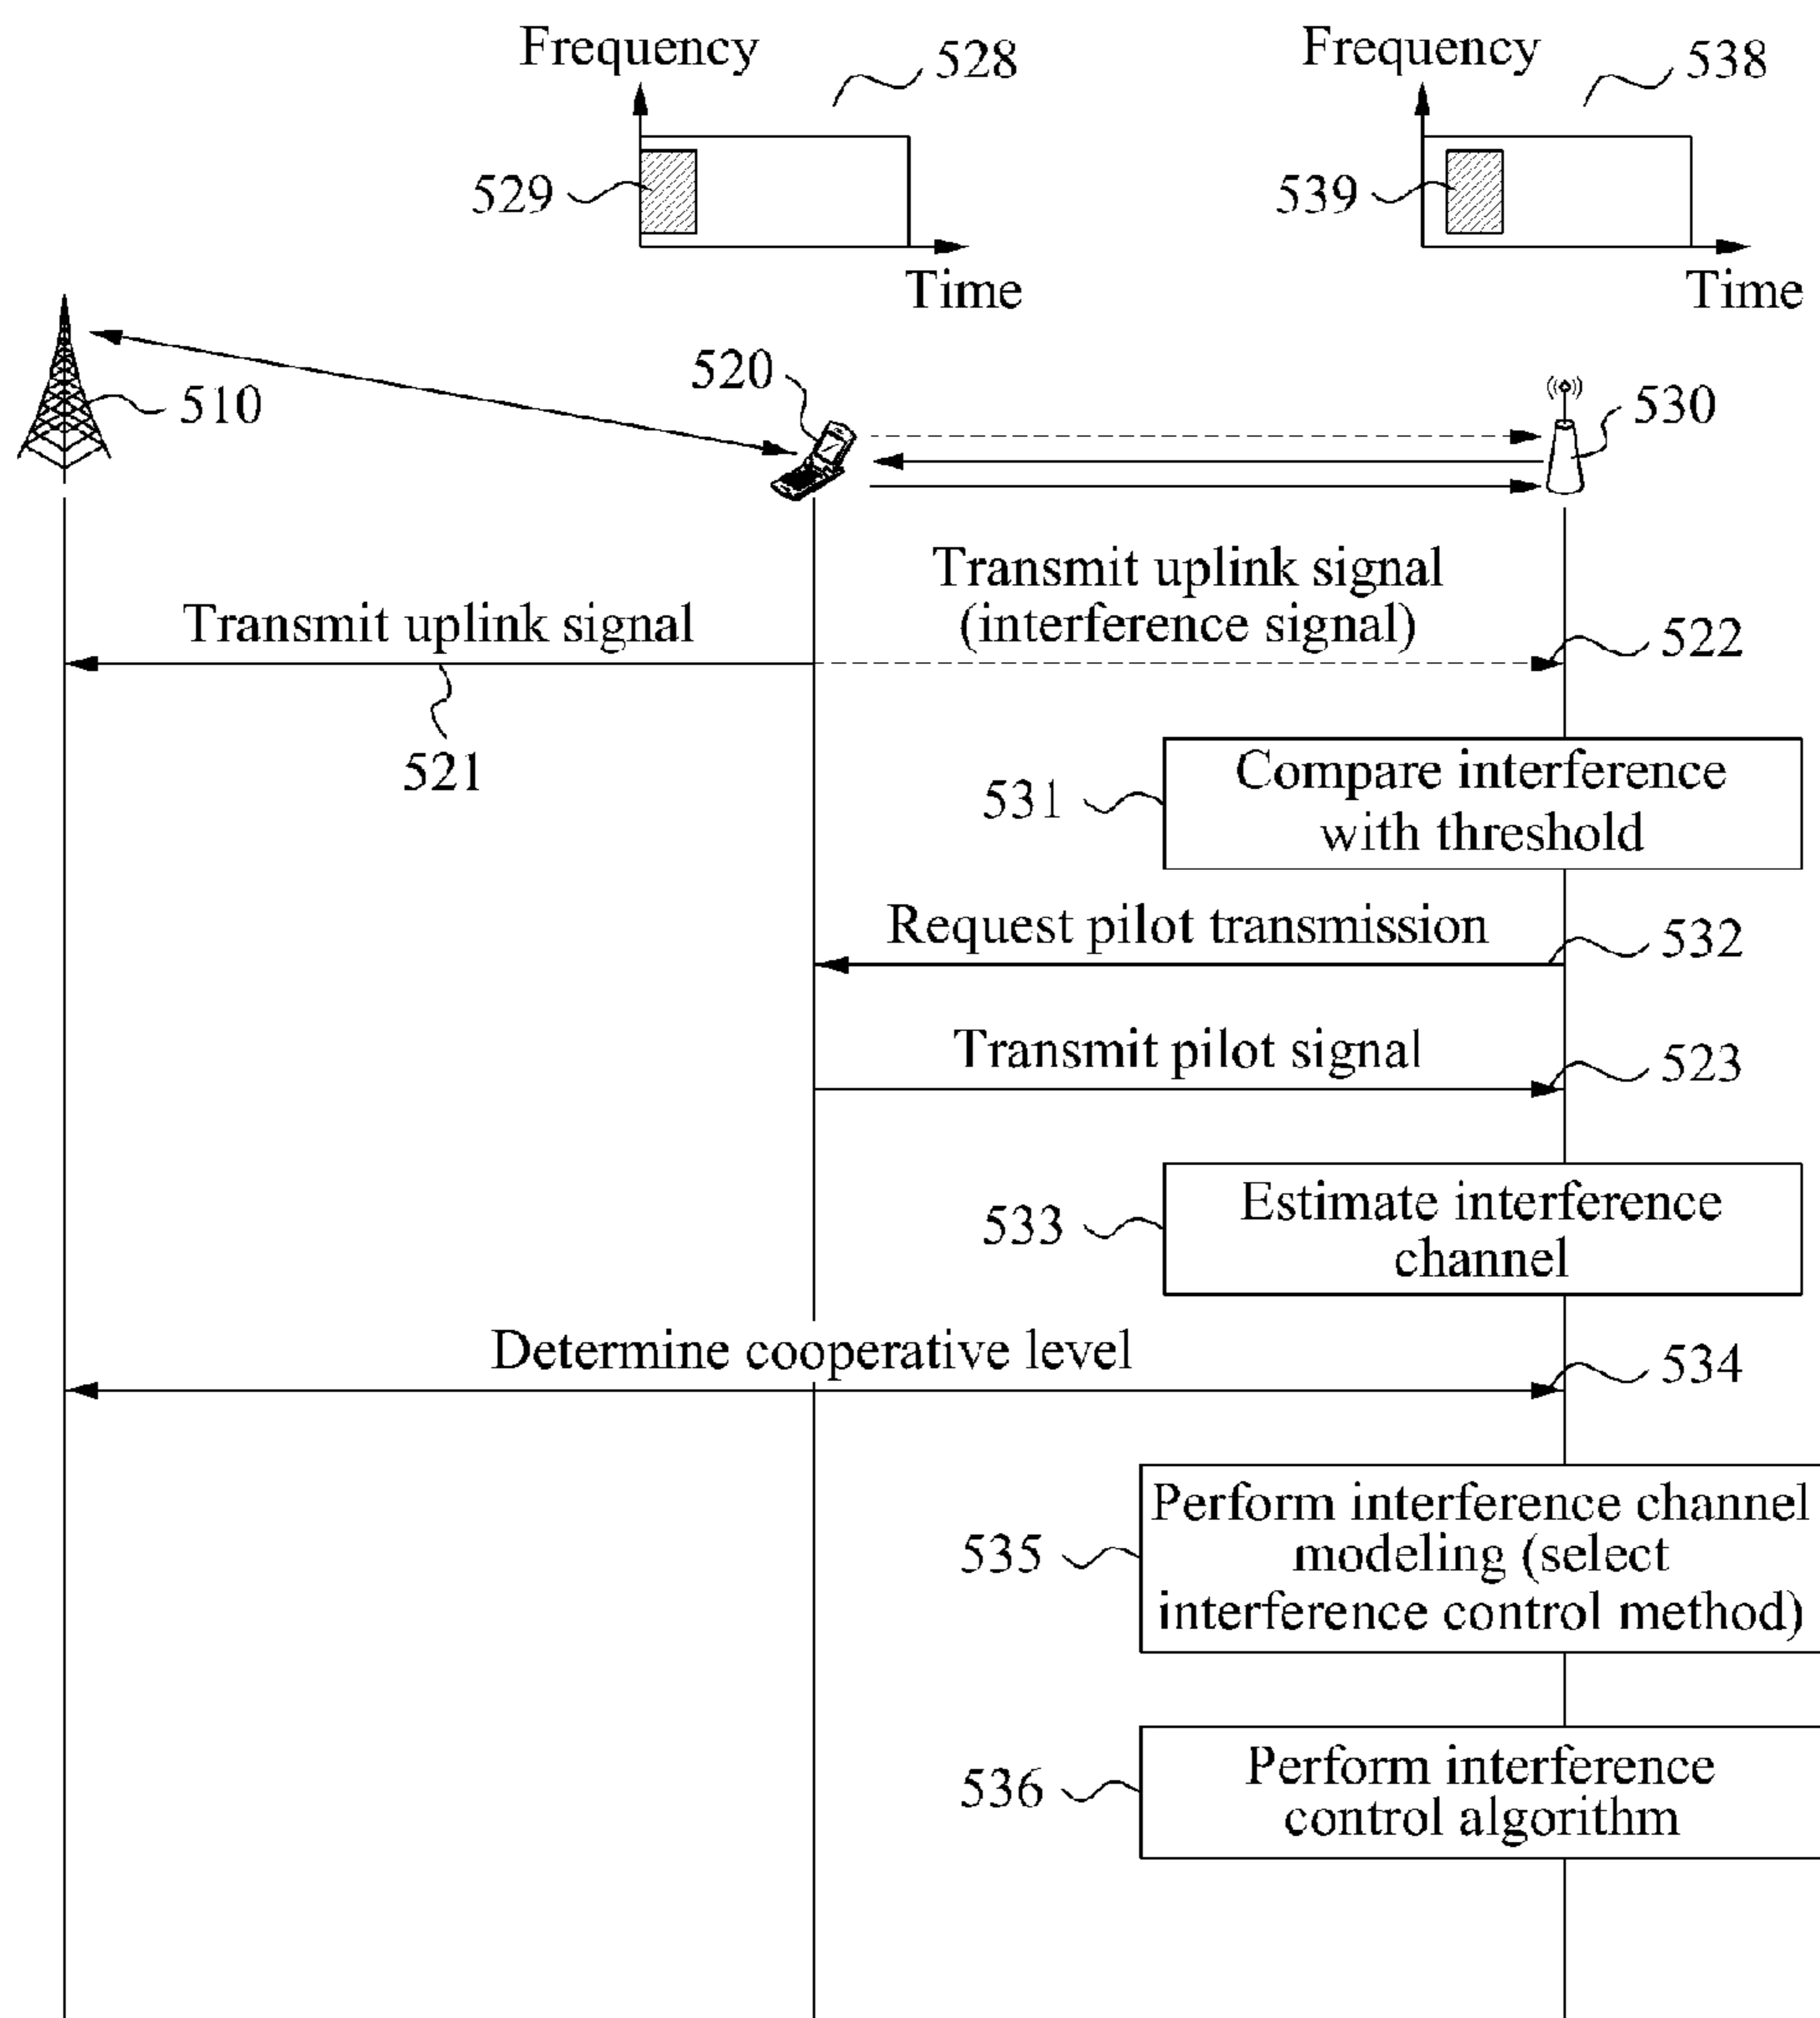 Frequency
528
529
Time
Frequency
538
539
Time
510
520
530
Transmit uplink signal
521
Transmit uplink signal
(interference signal)
522
531
Compare interference
with threshold
Request pilot transmission
532
Transmit pilot signal
523
533
Estimate interference
channel
Determine cooperative level
534
535
Perform interference channel
modeling (select
interference control method)
536
Perform interference
control algorithm